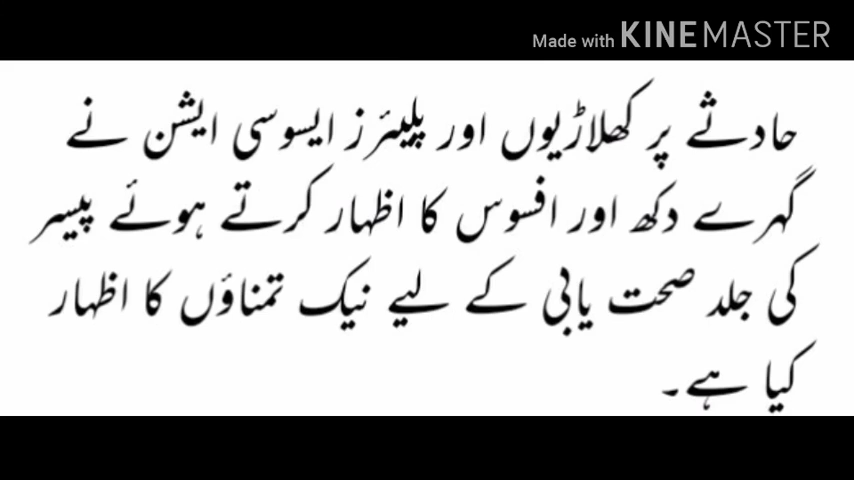 Made with KINEMASTER
حادثے پر کھلاڑیوں اور پلیئرز ایسوسی ایشن نے
گہرے دکھ اور افسوس کا اظہار کرتے ہوئے پیسر
کی جلد صحت یابی کے لیے نیک تمناؤں کا اظہار
کیا ہے۔